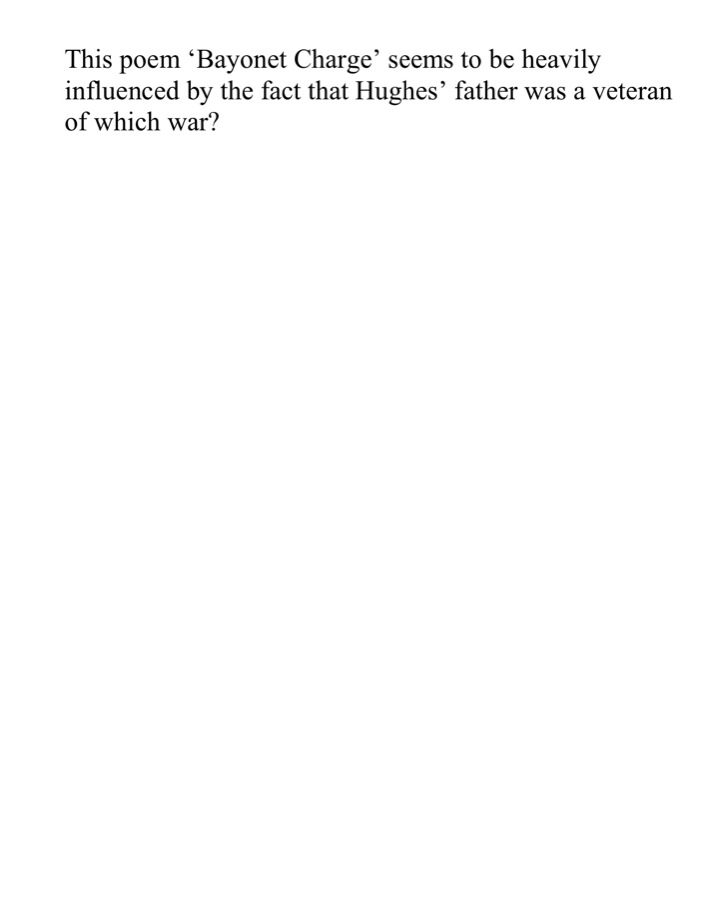 This poem ‘Bayonet Charge’ seems to be heavily
influenced by the fact that Hughes’ father was a veteran
of which war?